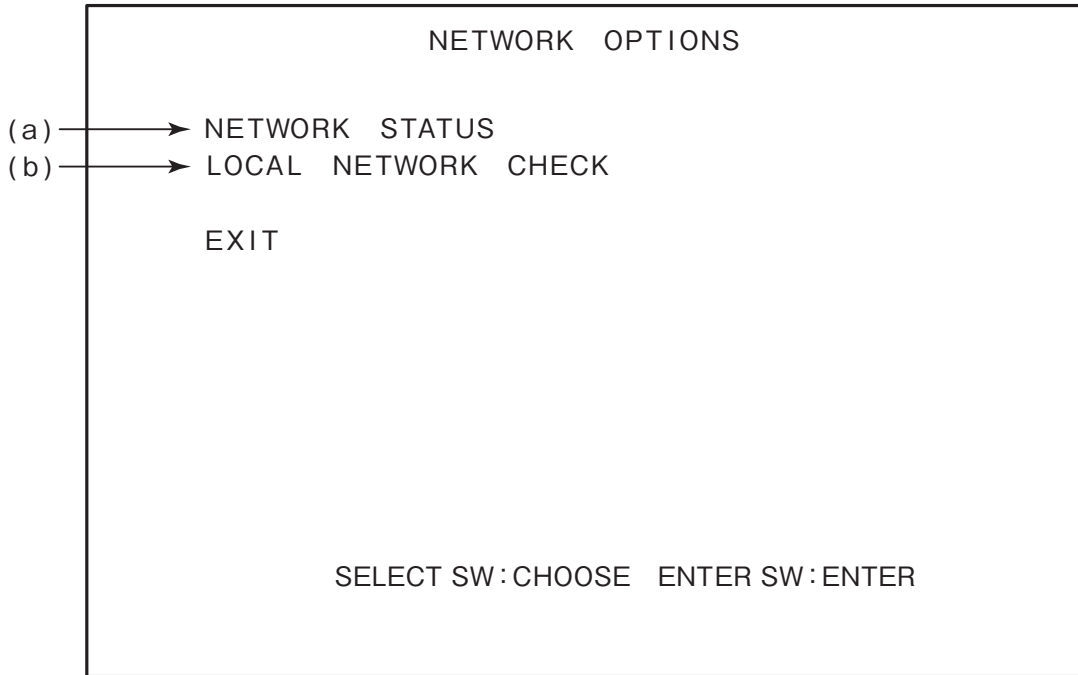 NETWORK OPTIONS
(a) NETWORK STATUS
(b) LOCAL NETWORK CHECK
EXIT
SELECT SW:CHOOSE ENTER SW:ENTER